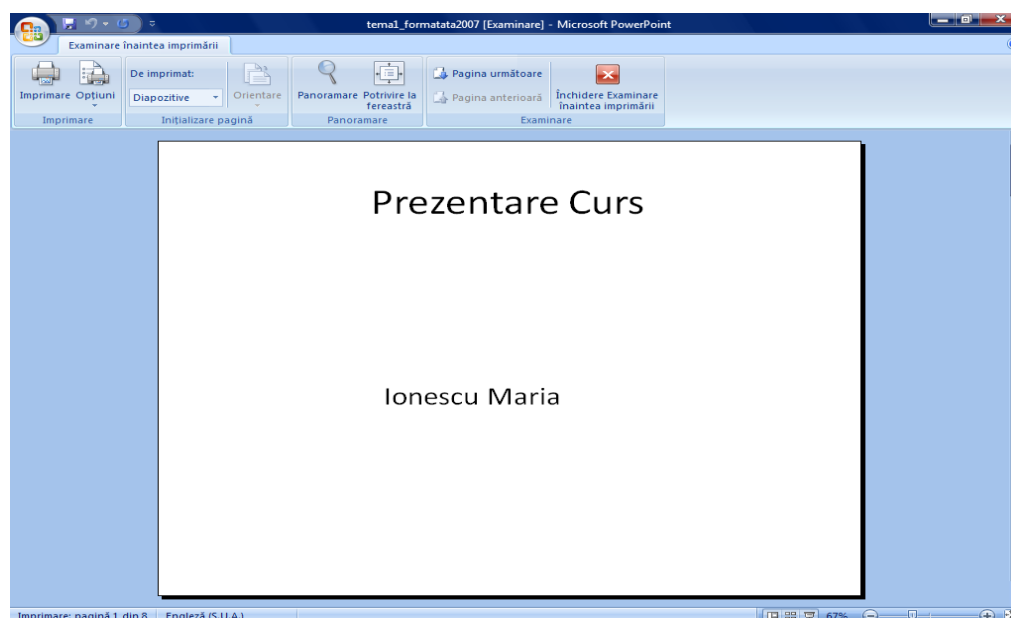 tema1_formatata2007 [Examinare] - Microsoft PowerPoint
Examinare înaintea imprimării
Imprimare
Opțiuni
De imprimat:
Diapozitive
Orientare
Panoramare
Potrivire la
fereastră
Pagina următoare
Pagina anterioară
Închidere Examinare
înaintea imprimării
Imprimare
Inițializare pagină
Panoramare
Examinare
Prezentare Curs
Ionescu Maria
Imprimare: pagină 1 din 8
Engleză (S.U.A.)
67%